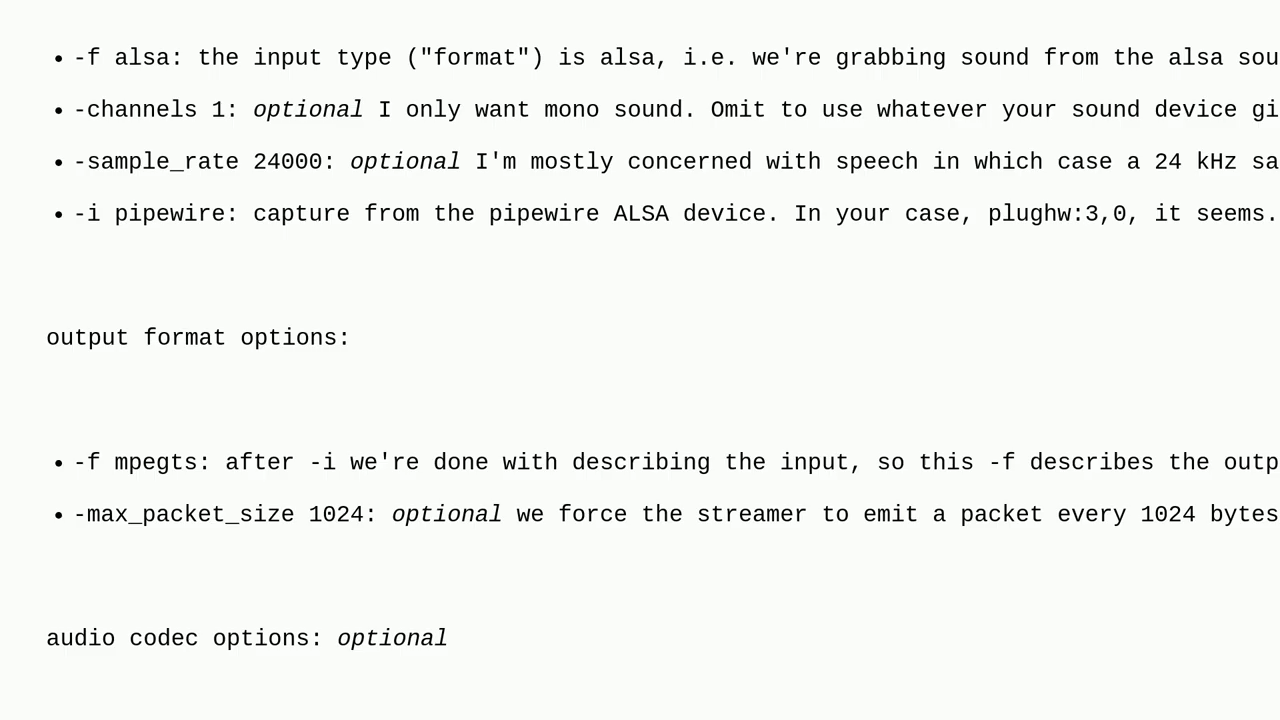 • -f alsa: the input type ("format") is alsa, i.e. we're grabbing sound from the alsa
• -channels 1: optional I only want mono sound. Omit to use whatever your sound device
• -sample_rate 24000: optional I'm mostly concerned with speech in which case a 24 kHz
• -i pipewire: capture from the pipewire ALSA device. In your case, plughw:3,0, it seems.
output format options:
• -f mpegts: after -i we're done with describing the input, so this -f describes the
• -max_packet_size 1024: optional we force the streamer to emit a packet every 1024 bytes
audio codec options: optional